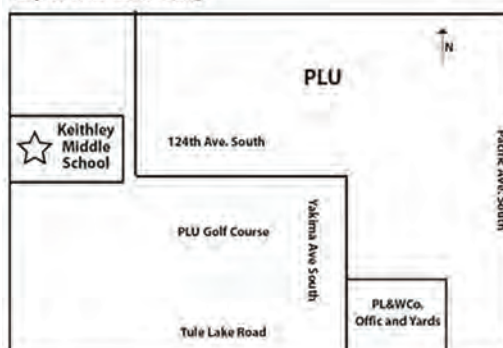 N
PLU
Keithley
Middle
School
124th Ave. South
Pacific Ave. South
PLU Golf Course
Yakima Ave South
PL&WCo.
Offic and Yards
Tule Lake Road